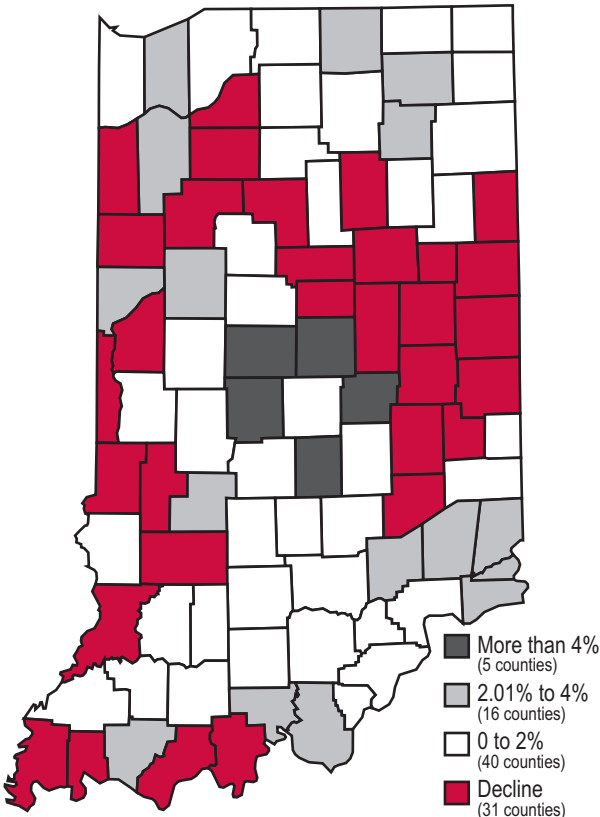 More than 4%
(5 counties)
2.01% to 4%
(16 counties)
0 to 2%
(40 counties)
Decline
(31 counties)